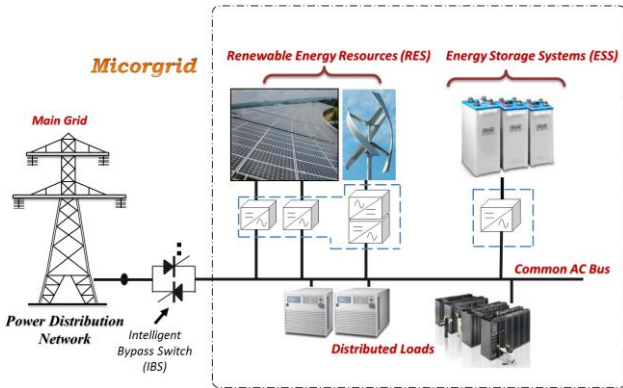 Renewable Energy Resources (RES)
Energy Storage Systems (ESS)
Micorgrid
Main Grid
Common AC Bus
Power Distribution
Network
Intelligent
Bypass Switch
(IBS)
Distributed Loads